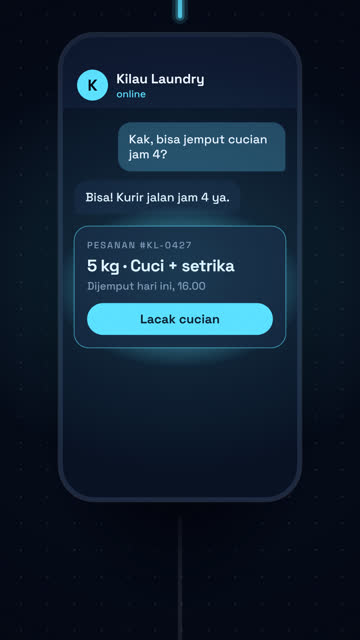 K
Kilau Laundry
online
Kak, bisa jemput cucian
jam 4?
Bisa! Kurir jalan jam 4 ya.
PESANAN #KL-0427
5 kg · Cuci + setrika
Dijemput hari ini, 16.00
Lacak cucian